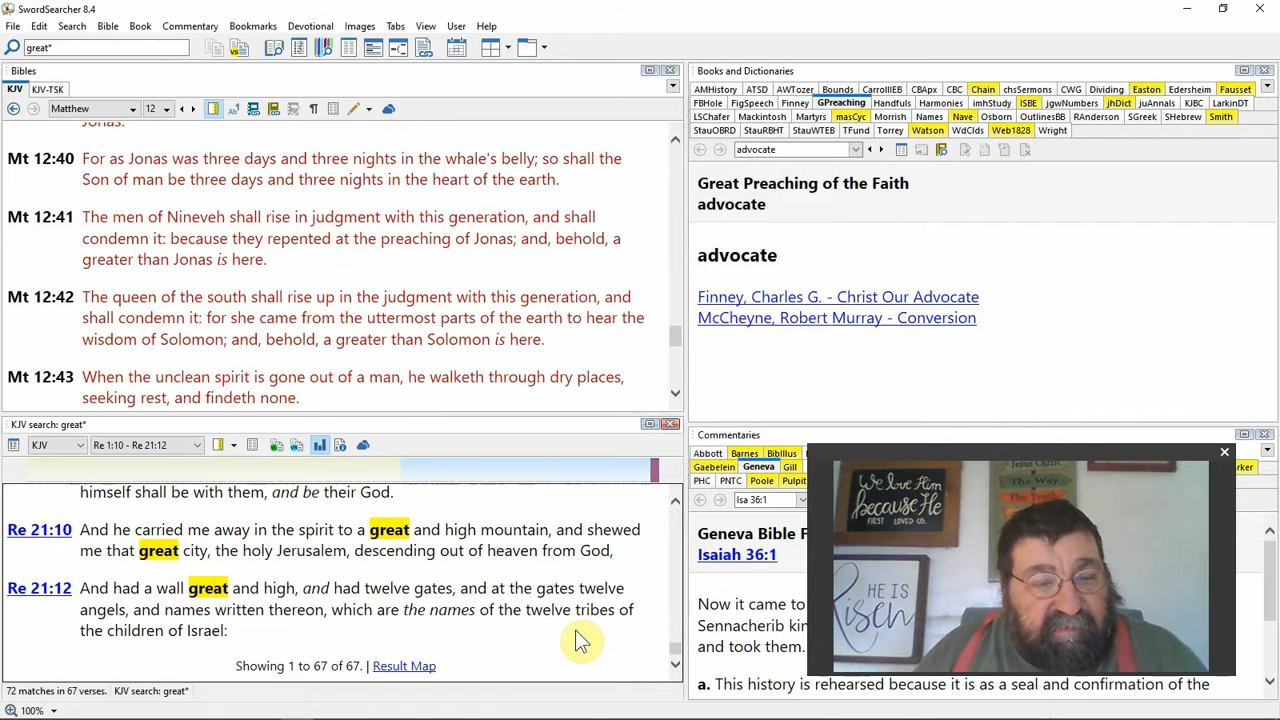 SwordSearcher 8.4
File Edit Search Bible Book Commentary Bookmarks Devotional Images Tabs View User Help
great*
Bibles
KJV KJV-TSK
Matthew 12
Jonas.
Mt 12:40 For as Jonas was three days and three nights in the whale's belly; so shall the
Son of man be three days and three nights in the heart of the earth.
Mt 12:41 The men of Nineveh shall rise in judgment with this generation, and shall
condemn it: because they repented at the preaching of Jonas; and, behold, a
greater than Jonas is here.
Mt 12:42 The queen of the south shall rise up in the judgment with this generation, and
shall condemn it: for she came from the uttermost parts of the earth to hear the
wisdom of Solomon; and, behold, a greater than Solomon is here.
Mt 12:43 When the unclean spirit is gone out of a man, he walketh through dry places,
seeking rest, and findeth none.
KJV search: great*
KJV Re 1:10 - Re 21:12
himself shall be with them, and be their God.
Re 21:10 And he carried me away in the spirit to a great and high mountain, and shewed
me that great city, the holy Jerusalem, descending out of heaven from God,
Re 21:12 And had a wall great and high, and had twelve gates, and at the gates twelve
angels, and names written thereon, which are the names of the twelve tribes of
the children of Israel:
Showing 1 to 67 of 67. | Result Map
72 matches in 67 verses. KJV search: great*
100%
Books and Dictionaries
AMHistory ATSD AWTozer Bounds CarrollIEB CBApx CBC Chain chsSermons CWG Dividing Easton Edersheim Fausset
FBHole FigSpeech Finney GPreaching Handfuls Harmonies imhStudy ISBE jgwNumbers jhDict juAnnals KJBC LarkinDT
LSChafer Mackintosh Martyrs masCyc Morrish Names Nave Osborn OutlinesBB RAnderson SGreek SHebrew Smith
StauOBRD StauRBHT StauWTEB TFund Torrey Watson WdClds Web1828 Wright
advocate
Great Preaching of the Faith
advocate
advocate
Finney, Charles G. - Christ Our Advocate
McCheyne, Robert Murray - Conversion
Commentaries
Abbott Barnes BibIllus
Gaebelein Geneva Gill
PHC PNTC Poole Pulpit
Isa 36:1
Geneva Bible
Isaiah 36:1
Now it came to
Sennacherib
and took them.
a. This history is rehearsed because it is as a seal and confirmation of the
We love Him
because He
FIRST LOVED US.
Jesus Christ
The Way
The Truth
HE IS
Risen